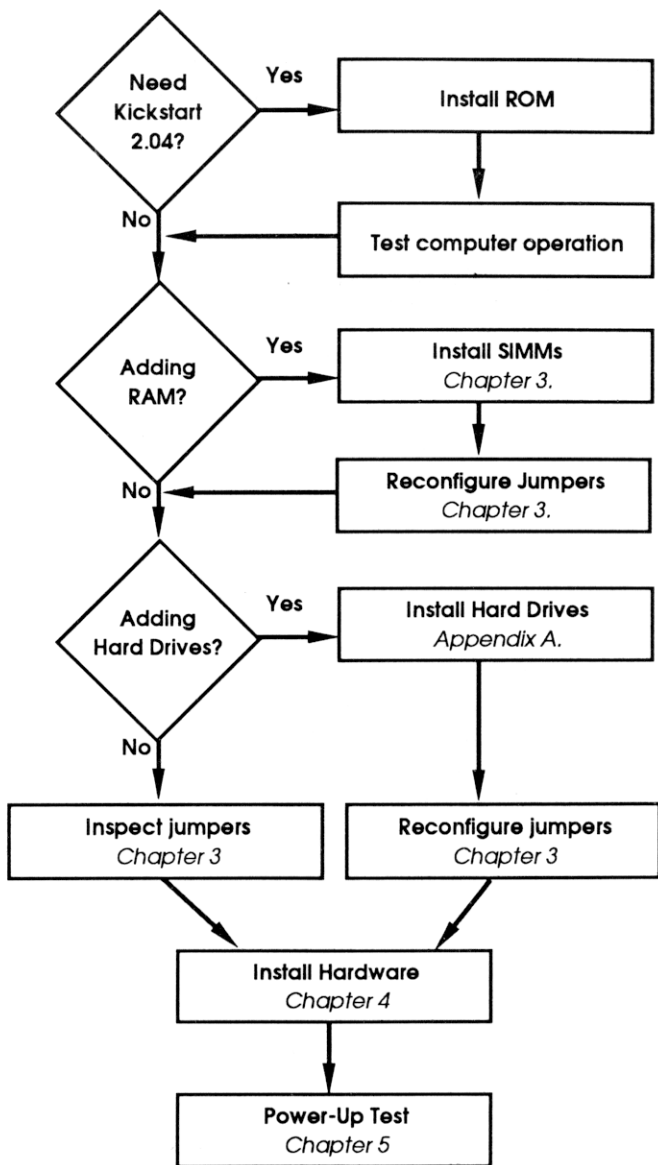 Need
Kickstart
2.04?
Yes
Install ROM
No
Test computer operation
Adding
RAM?
Yes
Install SIMMs
Chapter 3.
No
Reconfigure Jumpers
Chapter 3.
Adding
Hard Drives?
Yes
Install Hard Drives
Appendix A.
No
Inspect jumpers
Chapter 3
Reconfigure jumpers
Chapter 3
Install Hardware
Chapter 4
Power-Up Test
Chapter 5